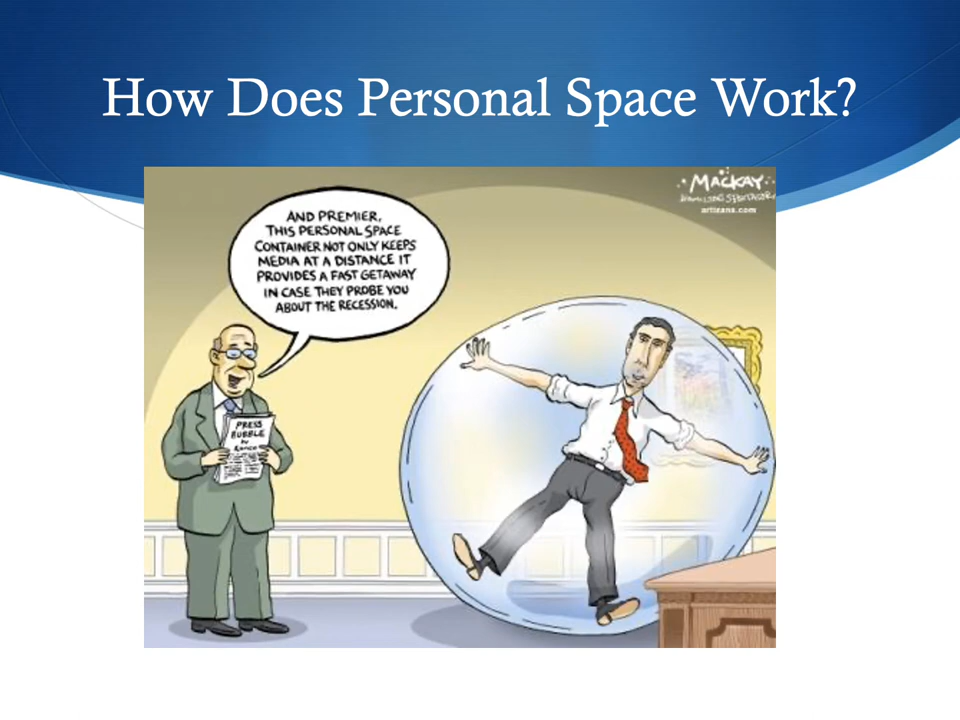 How Does Personal Space Work?
MACKAY
artizans.com
AND PREMIER,
THIS PERSONAL SPACE
CONTAINER NOT ONLY KEEPS
MEDIA AT A DISTANCE IT
PROVIDES A FAST GETAWAY
IN CASE THEY PROBE YOU
ABOUT THE RECESSION.
PRESS
BUBBLE